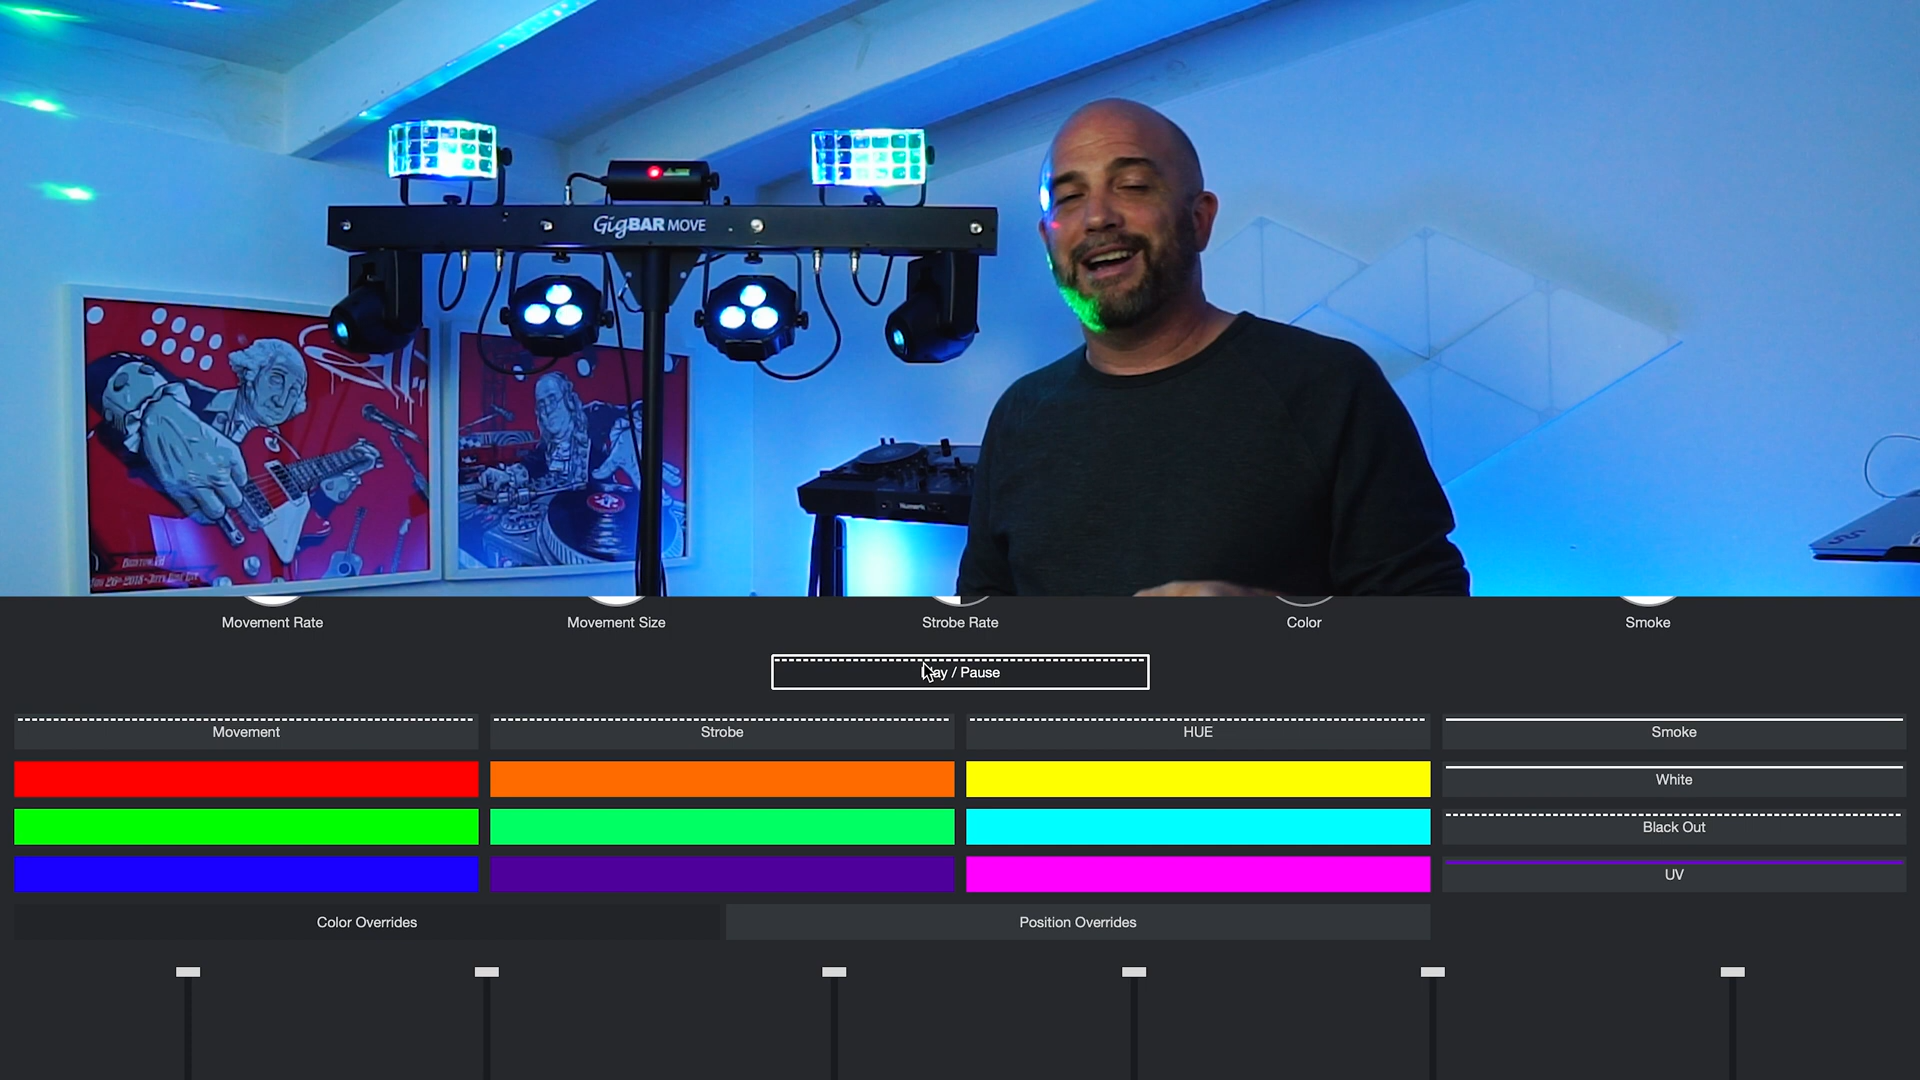 GigBAR MOVE
Numark
Movement Rate
Movement Size
Strobe Rate
Color
Smoke
Play / Pause
Movement
Strobe
HUE
Smoke
White
Black Out
UV
Color Overrides
Position Overrides